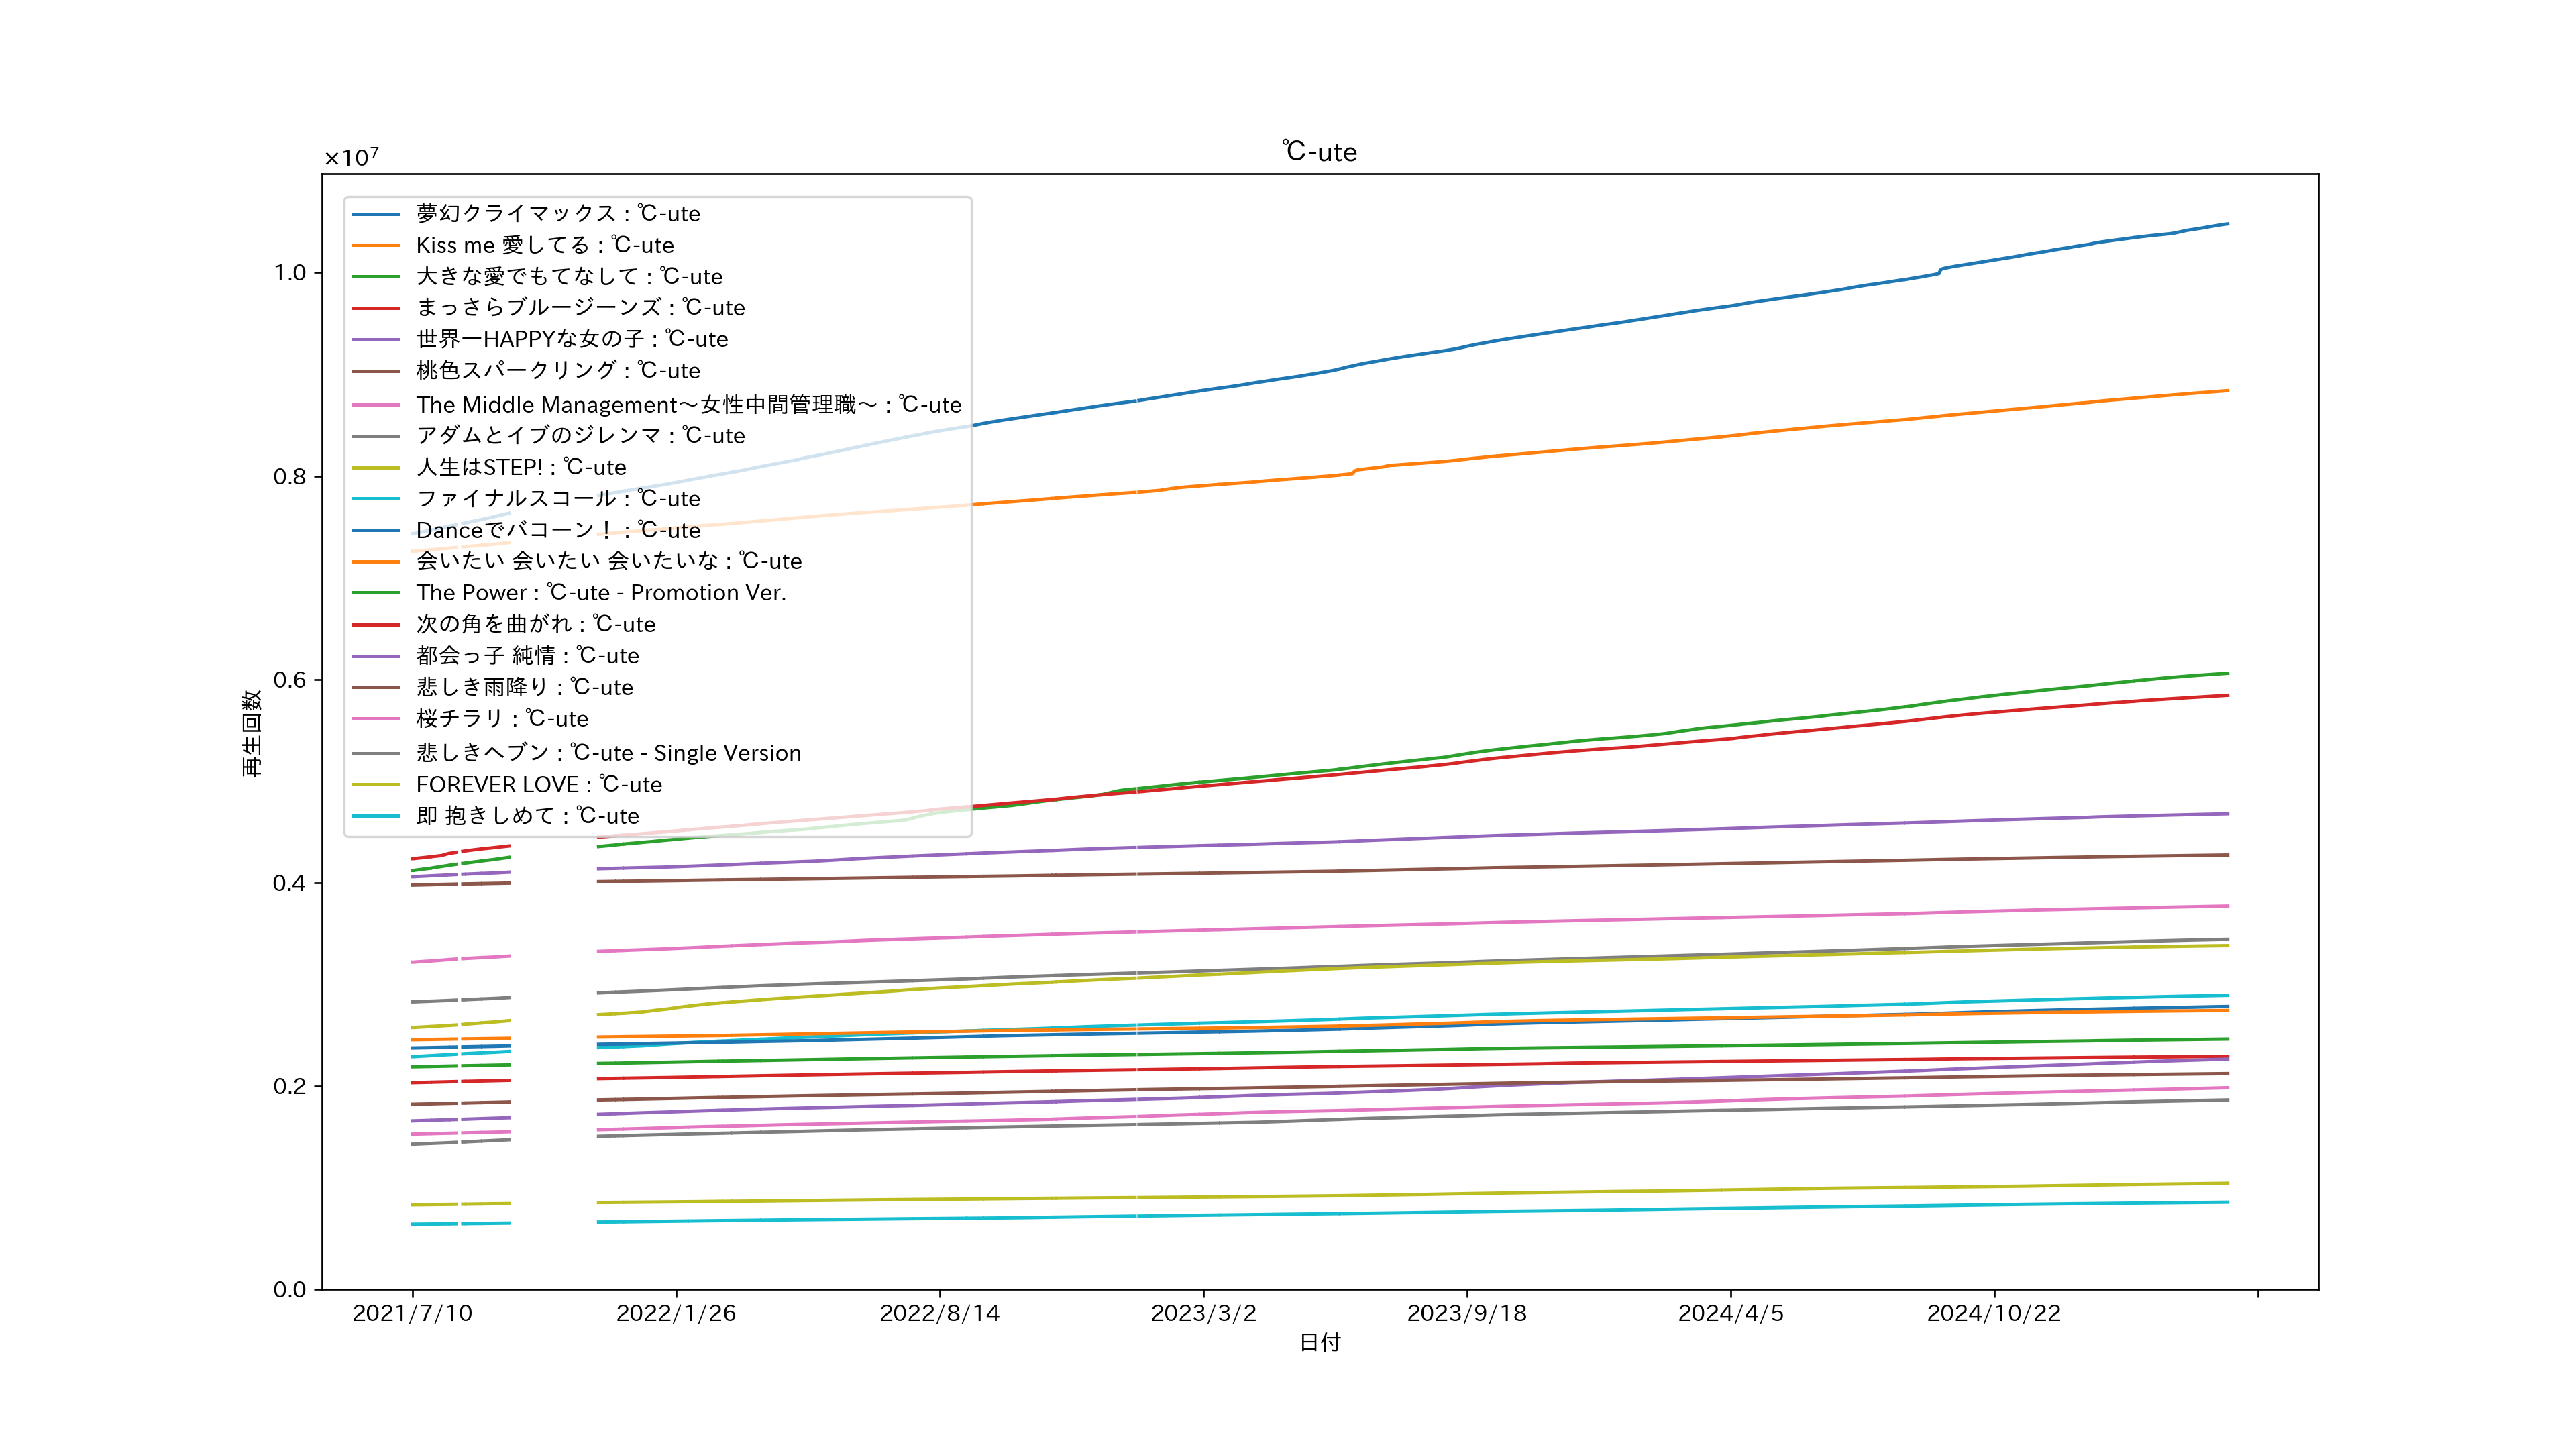 ℃-ute
×10⁷
夢幻クライマックス : ℃-ute
Kiss me 愛してる : ℃-ute
大きな愛でもてなして : ℃-ute
まっさらブルージーンズ : ℃-ute
世界一HAPPYな女の子 : ℃-ute
桃色スパークリング : ℃-ute
The Middle Management～女性中間管理職～ : ℃-ute
アダムとイブのジレンマ : ℃-ute
人生はSTEP! : ℃-ute
ファイナルスコール : ℃-ute
Danceでバコーン！ : ℃-ute
会いたい 会いたい 会いたいな : ℃-ute
The Power : ℃-ute - Promotion Ver.
次の角を曲がれ : ℃-ute
都会っ子 純情 : ℃-ute
悲しき雨降り : ℃-ute
桜チラリ : ℃-ute
悲しきヘブン : ℃-ute - Single Version
FOREVER LOVE : ℃-ute
即 抱きしめて : ℃-ute
1.0
0.8
0.6
0.4
0.2
0.0
再生回数
2021/7/10
2022/1/26
2022/8/14
2023/3/2
2023/9/18
2024/4/5
2024/10/22
日付